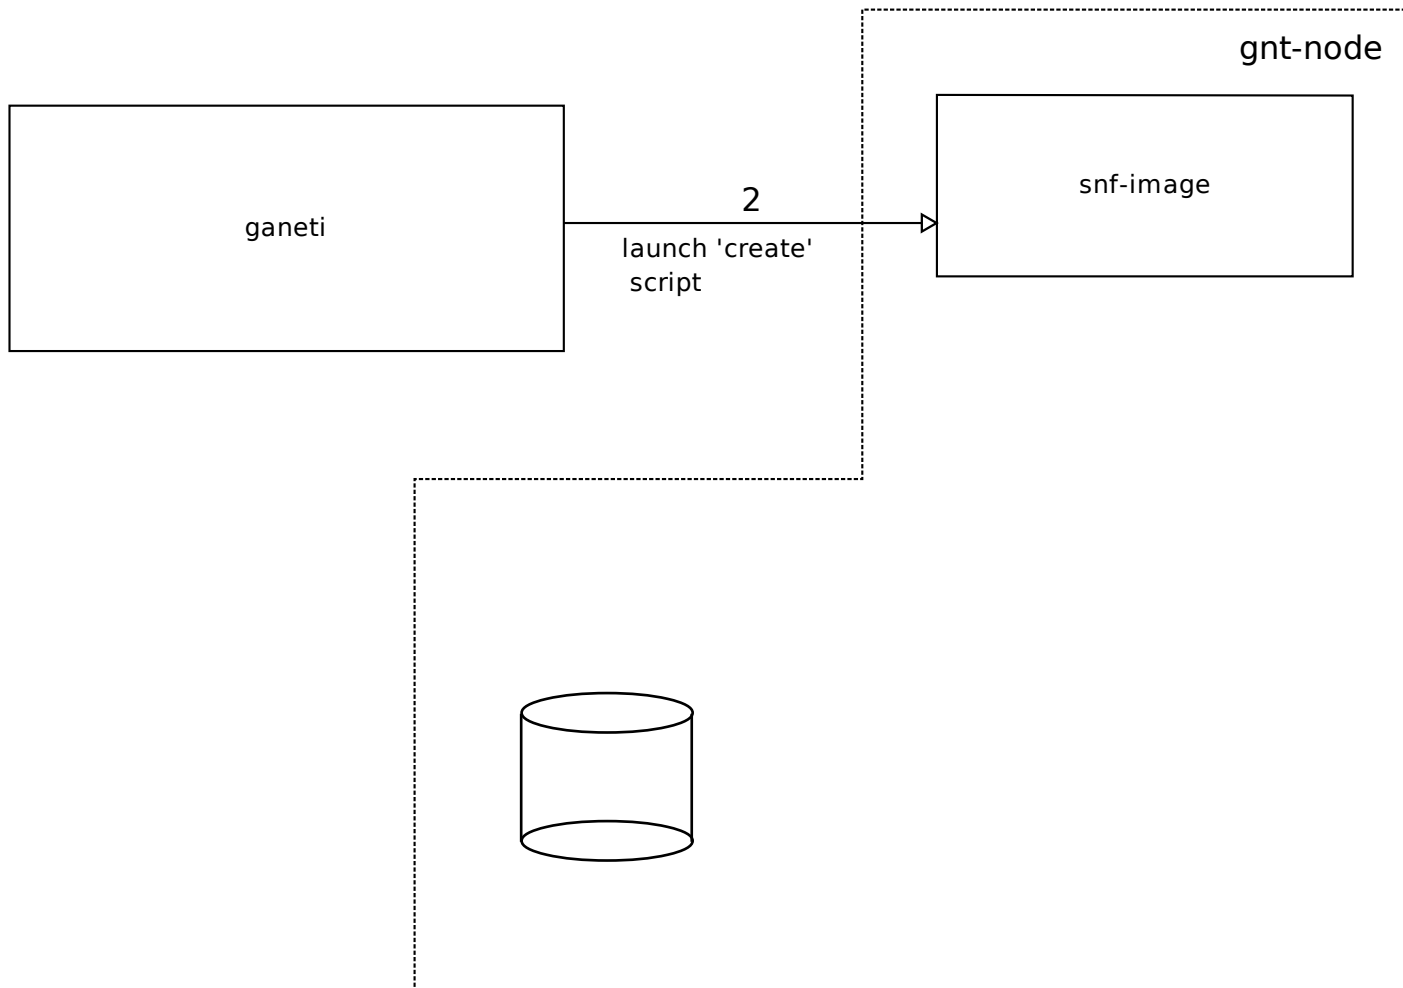 gnt-node
snf-image
2
ganeti
launch 'create'
script